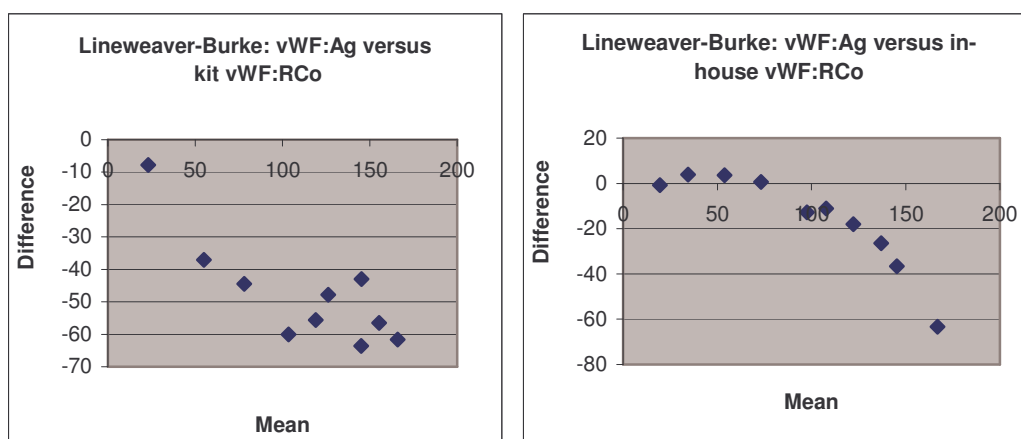 Lineweaver-Burke: vWF:Ag versus
kit vWF:RCo
0
-10
-20
-30
-40
-50
-60
-70
0 50 100 150 200
Difference
Mean
Lineweaver-Burke: vWF:Ag versus in-
house vWF:RCo
20
0
-20
-40
-60
-80
0 50 100 150 200
Difference
Mean